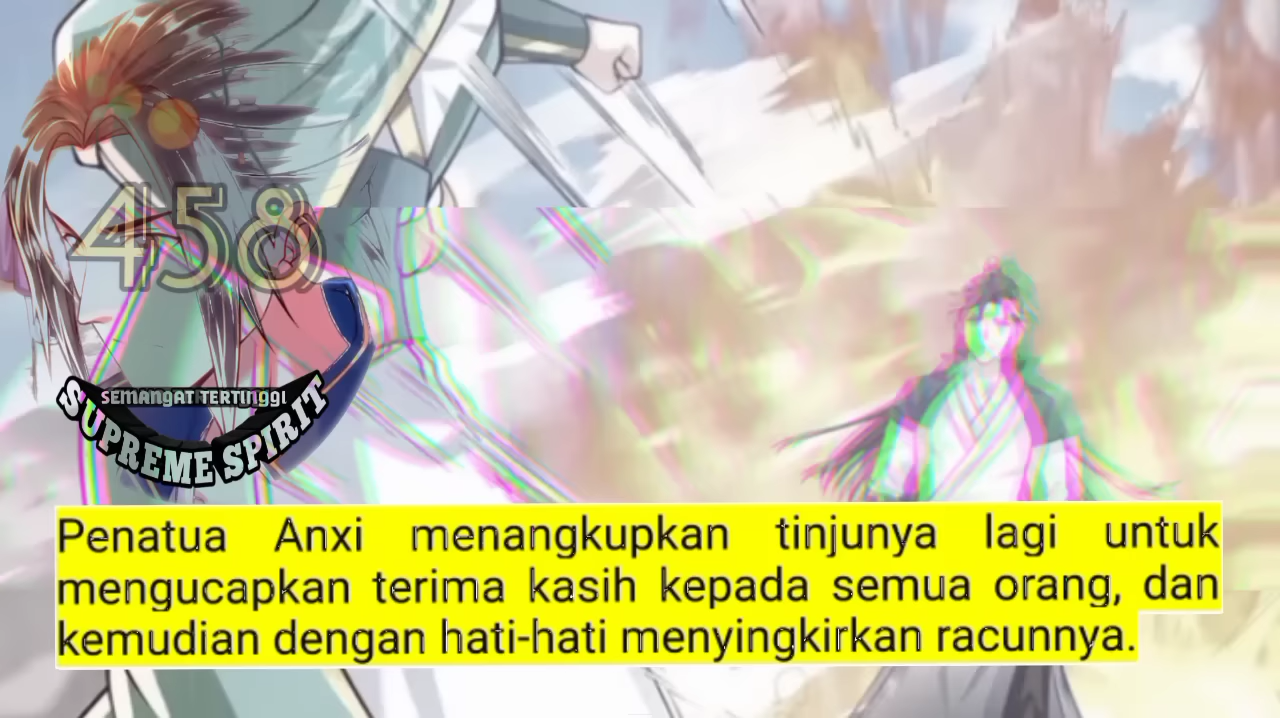 458
SEMANGAT TERTINGGI
SUPREME SPIRIT
Penatua Anxi menangkupkan tinjunya lagi untuk
mengucapkan terima kasih kepada semua orang, dan
kemudian dengan hati-hati menyingkirkan racunnya.